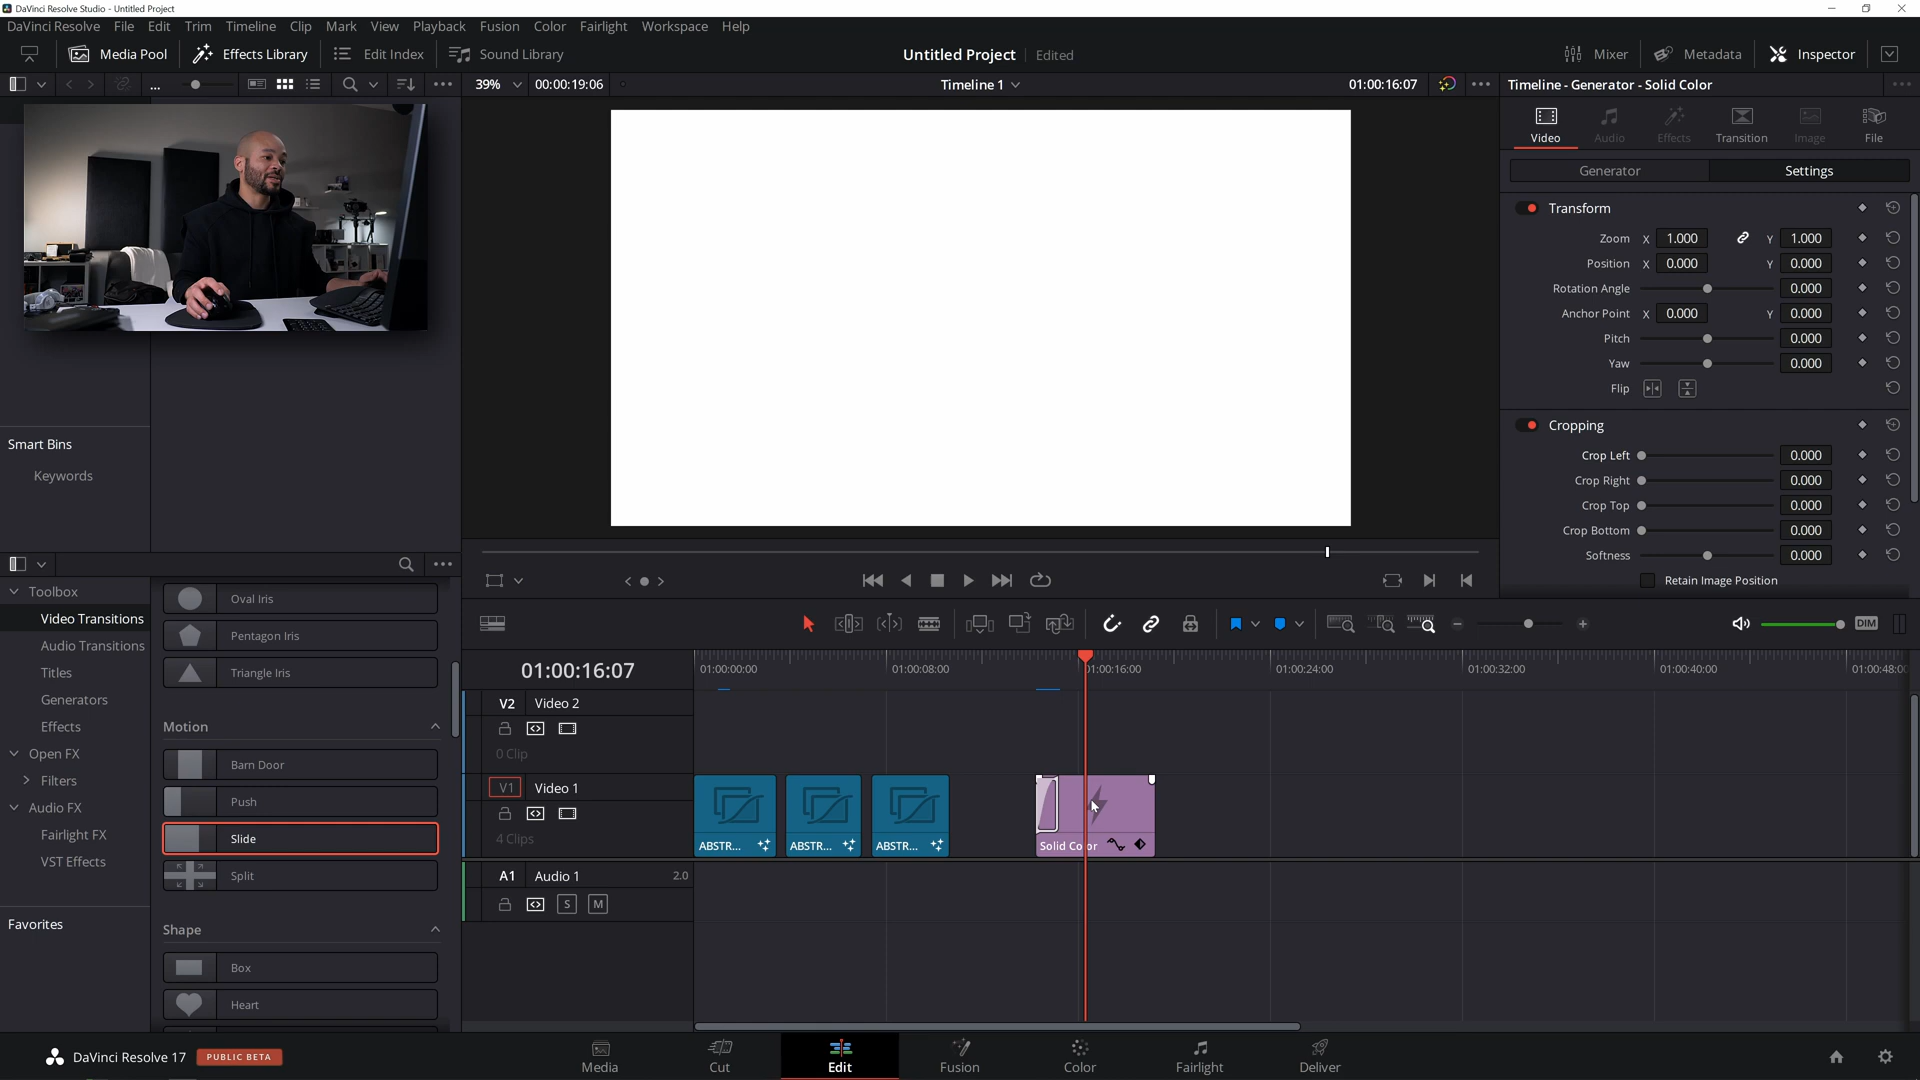 DaVinci Resolve Studio - Untitled Project
DaVinci Resolve File Edit Trim Timeline Clip Mark View Playback Fusion Color Fairlight Workspace Help
Media Pool Effects Library Edit Index Sound Library Untitled Project Edited Mixer Metadata Inspector
39% 00:00:19:06 Timeline 1 01:00:16:07 Timeline - Generator - Solid Color
Video Audio Effects Transition Image File
Generator Settings
Transform
Zoom X 1.000 Y 1.000
Position X 0.000 Y 0.000
Rotation Angle 0.000
Anchor Point X 0.000 Y 0.000
Pitch 0.000
Yaw 0.000
Flip
Cropping
Crop Left 0.000
Crop Right 0.000
Crop Top 0.000
Crop Bottom 0.000
Softness 0.000
Retain Image Position
Smart Bins
Keywords
Toolbox
Video Transitions
Audio Transitions
Titles
Generators
Effects
Open FX
Filters
Audio FX
Fairlight FX
VST Effects
Favorites
Oval Iris
Pentagon Iris
Triangle Iris
Motion
Barn Door
Push
Slide
Split
Shape
Box
Heart
DIM
01:00:16:07 01:00:00:00 01:00:08:00 01:00:16:00 01:00:24:00 01:00:32:00 01:00:40:00 01:00:48:00
V2 Video 2
0 Clip
V1 Video 1
4 Clips
ABSTR... ABSTR... ABSTR... Solid Color
A1 Audio 1 2.0
S M
DaVinci Resolve 17 PUBLIC BETA
Media Cut Edit Fusion Color Fairlight Deliver